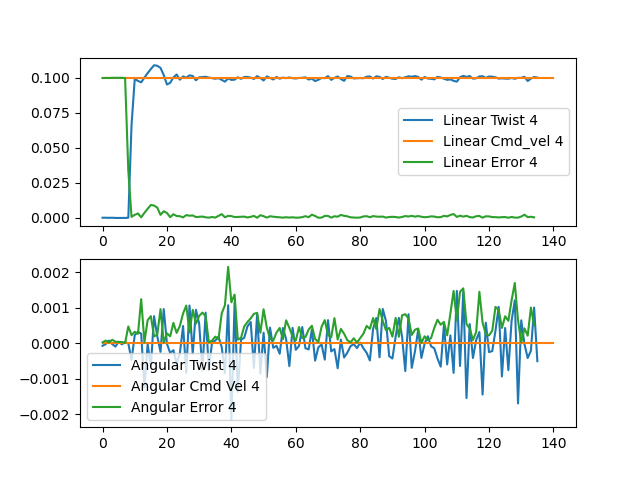 0.100
0.075
0.050
0.025
0.000
Linear Twist 4
Linear Cmd_vel 4
Linear Error 4
0 20 40 60 80 100 120 140
0.002
0.001
0.000
−0.001
−0.002
Angular Twist 4
Angular Cmd Vel 4
Angular Error 4
0 20 40 60 80 100 120 140